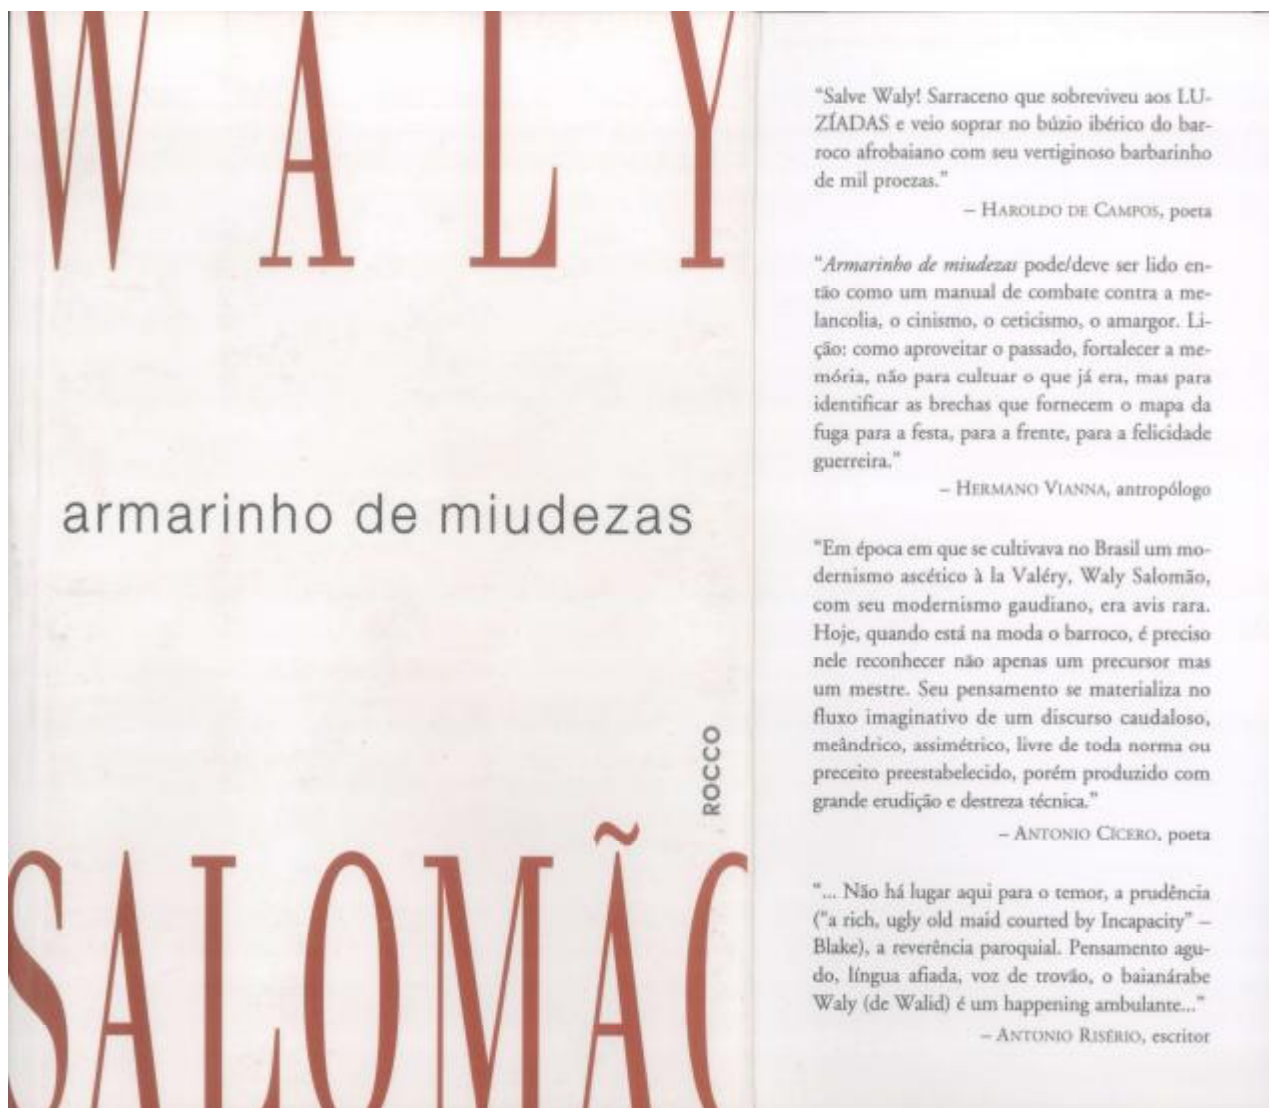 WALY
armarinho de miudezas
ROCCO
SALOMÃO
“Salve Waly! Sarraceno que sobreviveu aos LU-
ZÍADAS e veio soprar no búzio ibérico do bar-
roco afrobaiano com seu vertiginoso barbarinho
de mil proezas.”
– HAROLDO DE CAMPOS, poeta
“Armarinho de miudezas pode/deve ser lido en-
tão como um manual de combate contra a me-
lancolia, o cinismo, o ceticismo, o amargor. Li-
ção: como aproveitar o passado, fortalecer a me-
mória, não para cultuar o que já era, mas para
identificar as brechas que fornecem o mapa da
fuga para a festa, para a frente, para a felicidade
guerreira.”
– HERMANO VIANNA, antropólogo
“Em época em que se cultivava no Brasil um mo-
dernismo ascético à la Valéry, Waly Salomão,
com seu modernismo gaudiano, era avis rara.
Hoje, quando está na moda o barroco, é preciso
nele reconhecer não apenas um precursor mas
um mestre. Seu pensamento se materializa no
fluxo imaginativo de um discurso caudaloso,
meândrico, assimétrico, livre de toda norma ou
preceito preestabelecido, porém produzido com
grande erudição e destreza técnica.”
– ANTONIO CÍCERO, poeta
“... Não há lugar aqui para o temor, a prudência
(“a rich, ugly old maid courted by Incapacity” –
Blake), a reverência paroquial. Pensamento agu-
do, língua afiada, voz de trovão, o baianárabe
Waly (de Walid) é um happening ambulante...”
– ANTONIO RISÉRIO, escritor